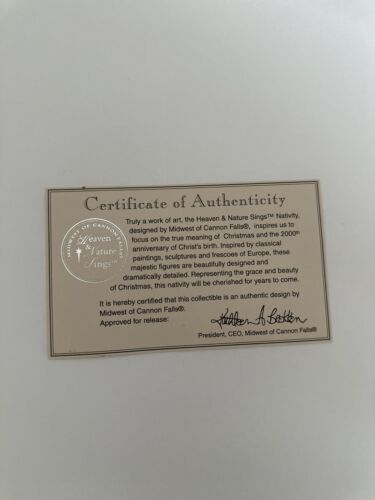 Certificate of Authenticity
MIDWEST OF CANNON FALLS
Heaven
& Nature
Sings™
Truly a work of art, the Heaven & Nature Sings™ Nativity,
designed by Midwest of Cannon Falls®, inspires us to
focus on the true meaning of Christmas and the 2000th
anniversary of Christ's birth. Inspired by classical
paintings, sculptures and frescoes of Europe, these
majestic figures are beautifully designed and
dramatically detailed. Representing the grace and beauty
of Christmas, this nativity will be cherished for years to come.
It is hereby certified that this collectible is an authentic design by
Midwest of Cannon Falls®.
Approved for release:
President, CEO, Midwest of Cannon Falls®